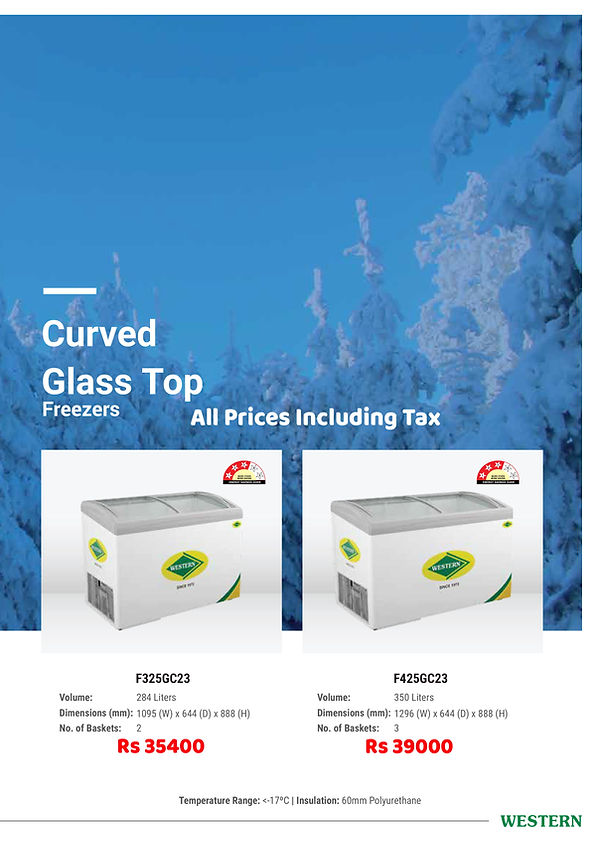 Curved
Glass Top
Freezers
All Prices Including Tax
WESTERN
SINCE 1972
WESTERN
SINCE 1972
F325GC23
Volume: 284 Liters
Dimensions (mm): 1095 (W) x 644 (D) x 888 (H)
No. of Baskets: 2
Rs 35400
F425GC23
Volume: 350 Liters
Dimensions (mm): 1296 (W) x 644 (D) x 888 (H)
No. of Baskets: 3
Rs 39000
Temperature Range: <-17°C | Insulation: 60mm Polyurethane
WESTERN